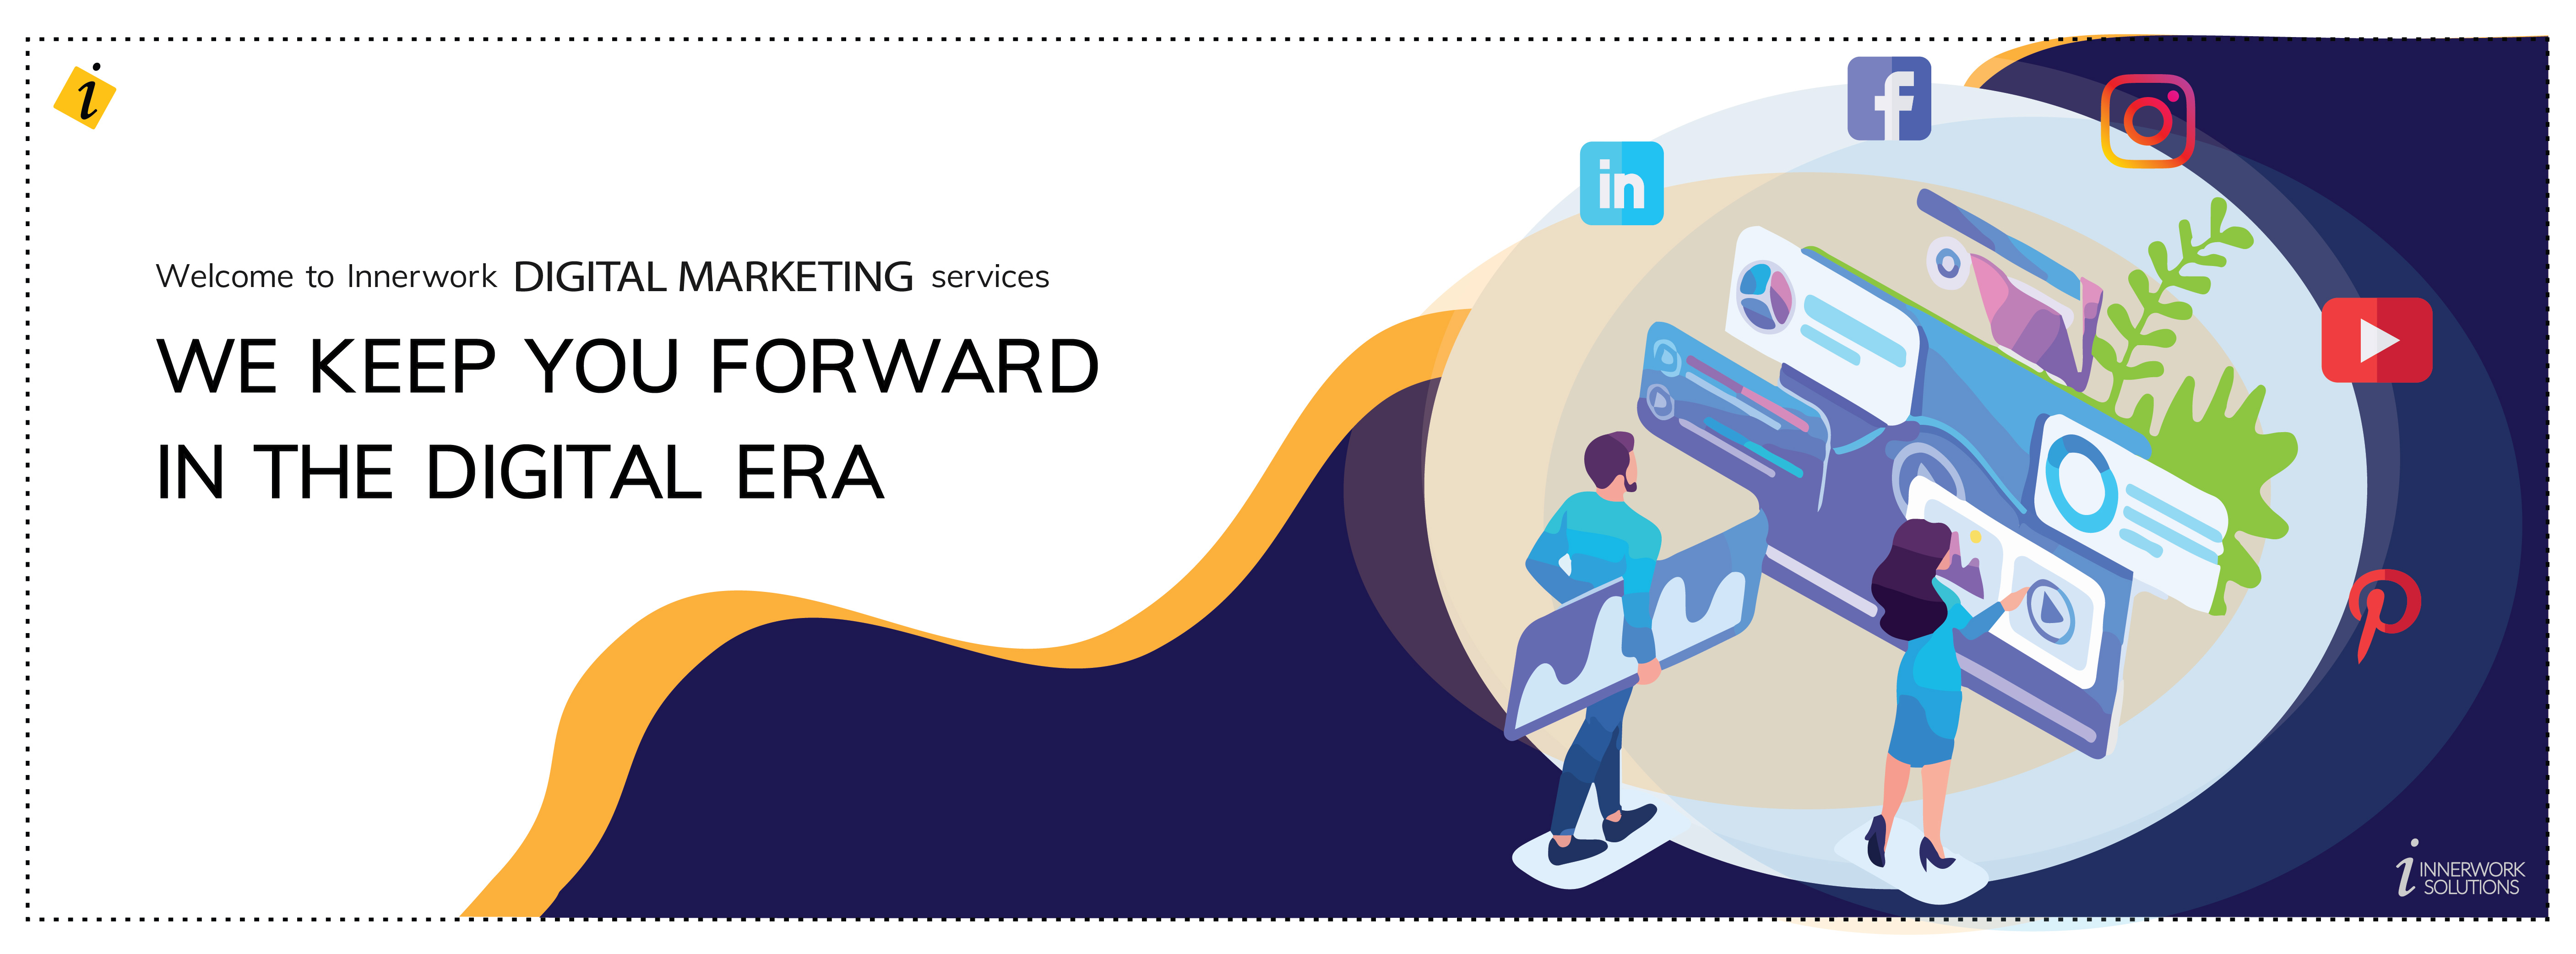 i
Welcome to Innerwork DIGITAL MARKETING services
WE KEEP YOU FORWARD
IN THE DIGITAL ERA
in
f
i INNERWORK
SOLUTIONS